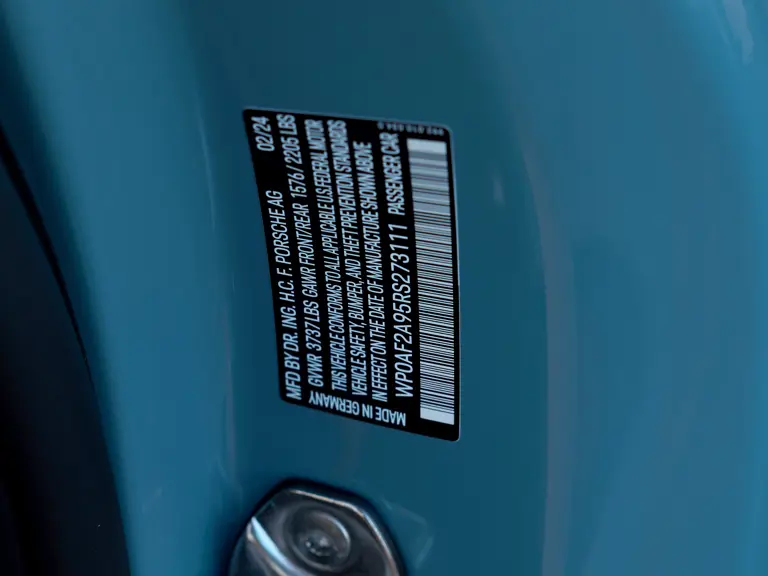 MFD BY DR. ING. H.C. F. PORSCHE AG 02/24
GVWR 3737 LBS GAWR FRONT/REAR 1576/2205 LBS
THIS VEHICLE CONFORMS TO ALL APPLICABLE U.S. FEDERAL MOTOR
VEHICLE SAFETY, BUMPER, AND THEFT PREVENTION STANDARDS
IN EFFECT ON THE DATE OF MANUFACTURE SHOWN ABOVE
WP0AF2A95RS273111 PASSENGER CAR
MADE IN GERMANY